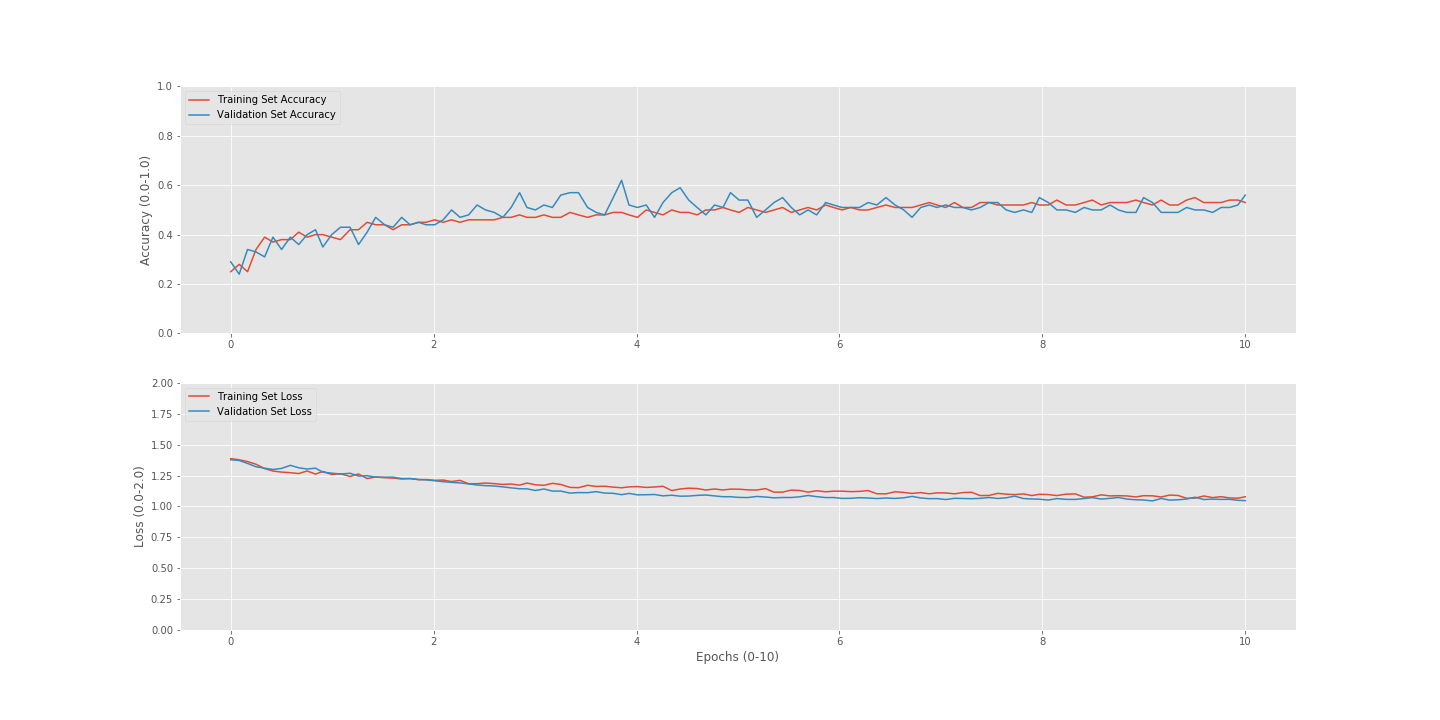 1.0
Training Set Accuracy
Validation Set Accuracy
0.8
0.6
0.4
0.2
0.0
Accuracy (0.0-1.0)
0 2 4 6 8 10
2.00
Training Set Loss
Validation Set Loss
1.75
1.50
1.25
1.00
0.75
0.50
0.25
0.00
Loss (0.0-2.0)
0 2 4 6 8 10
Epochs (0-10)